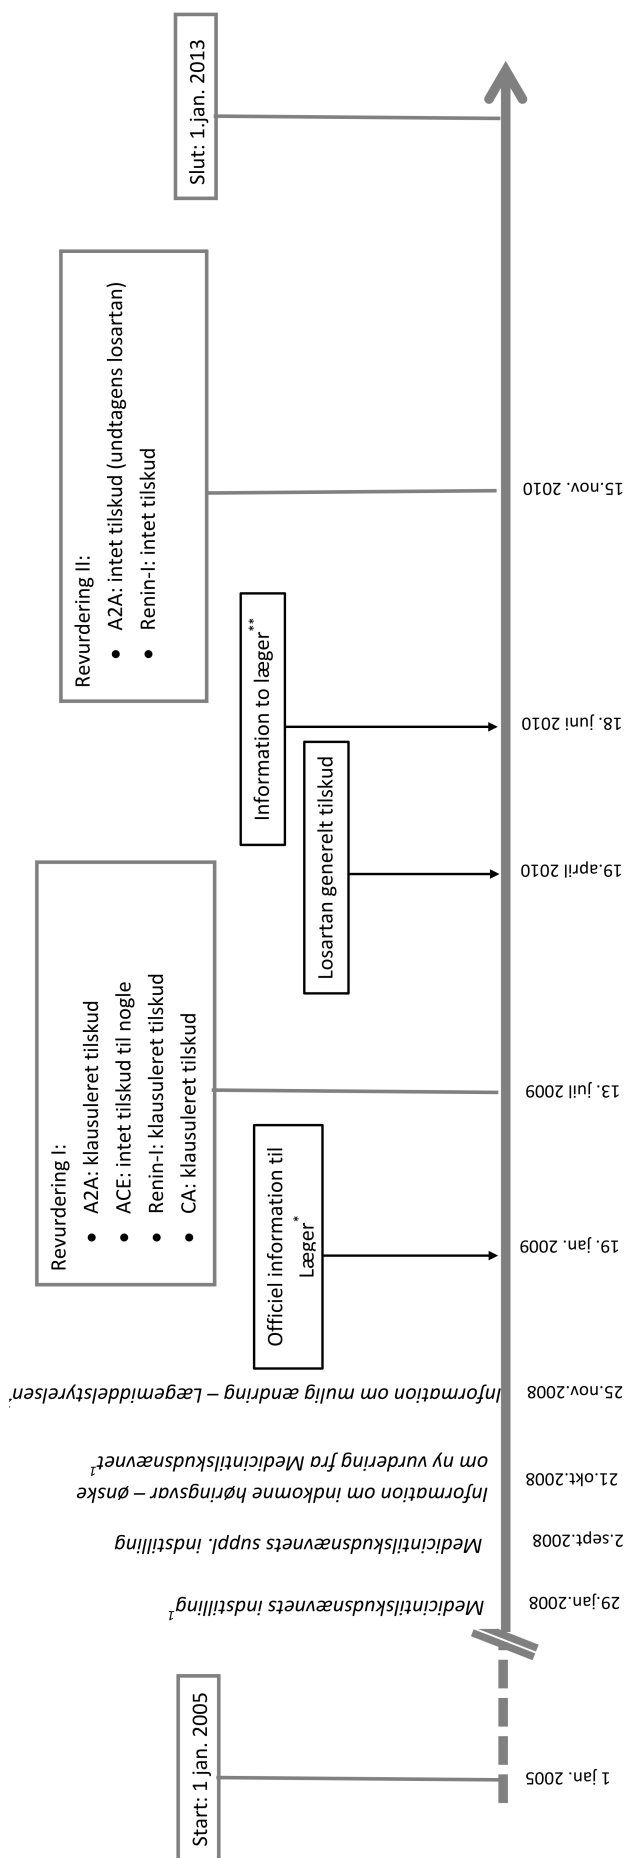 Start: 1 jan. 2005
1 jan. 2005
Medicintilskudsnævnets indstilling¹
29.jan.2008
Medicintilskudsnævnets suppl. indstilling
2.sept.2008
Information om indkomne høringsvar – ønske
om ny vurdering fra Medicintilskudsnævnet¹
21.okt.2008
Information om mulig ændring – Lægemiddelstyrelsen
25.nov.2008
Officiel information til
Læger*
19. jan. 2009
Revurdering I:
• A2A: klausuleret tilskud
• ACE: intet tilskud til nogle
• Renin-I: klausuleret tilskud
• CA: klausuleret tilskud
13. juil 2009
Losartan generelt tilskud
19.april 2010
Information to læger**
18. juni 2010
Revurdering II:
• A2A: intet tilskud (undtagens losartan)
• Renin-I: intet tilskud
15.nov. 2010
Slut: 1.jan. 2013